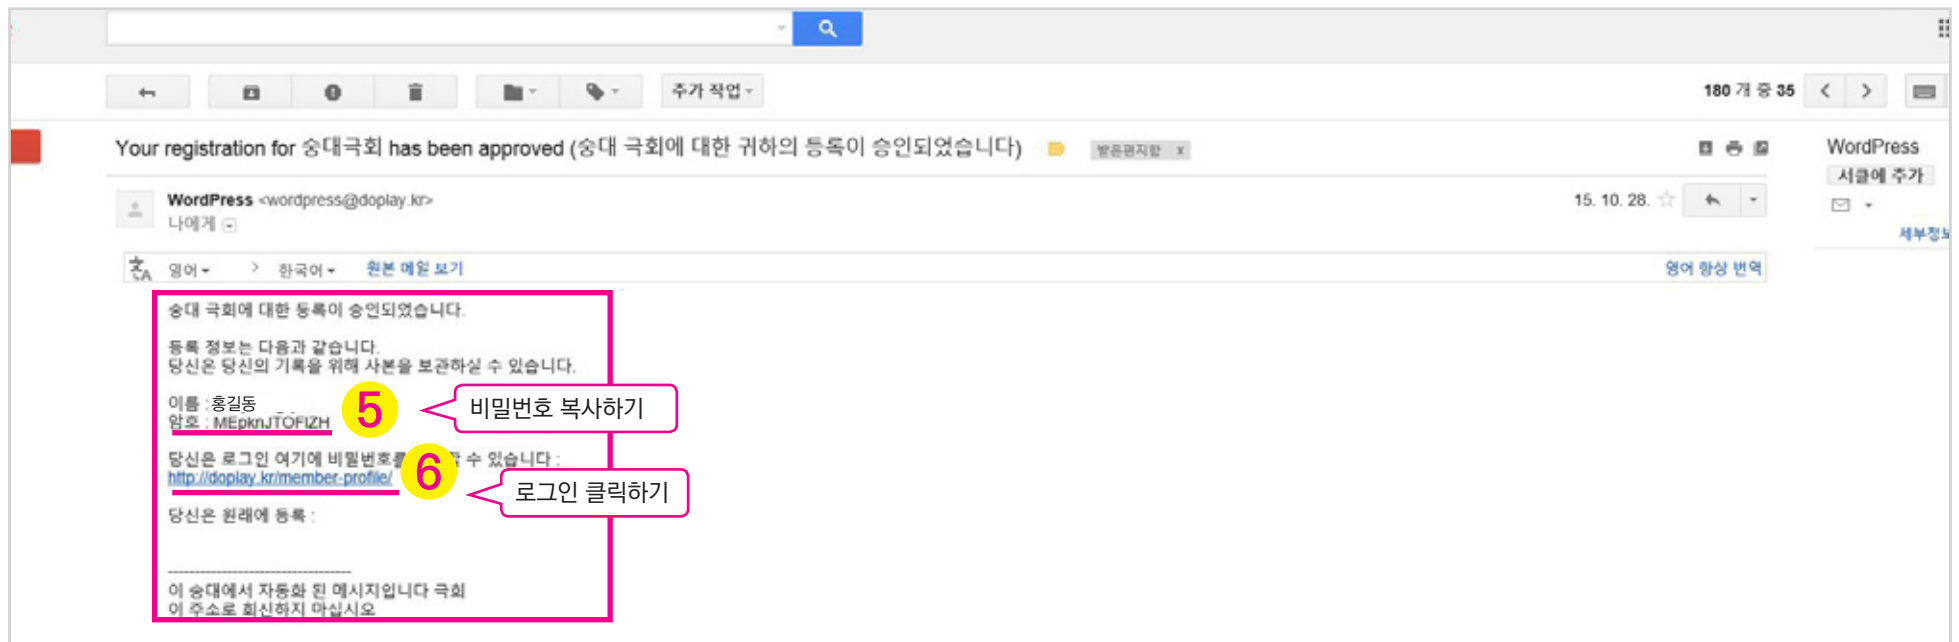 추가 작업
180 개 중 35
Your registration for 숭대극회 has been approved (숭대 극회에 대한 귀하의 등록이 승인되었습니다)
받은편지함 x
WordPress
서클에 추가
WordPress <wordpress@doplay.kr>
15. 10. 28.
나에게
세부정보
영어
>
한국어
원본 메일 보기
영어 항상 번역
숭대 극회에 대한 등록이 승인되었습니다.
등록 정보는 다음과 같습니다.
당신은 당신의 기록을 위해 사본을 보관하실 수 있습니다.
이름 : 홍길동
암호 : MEpknJTOFIZH
5
비밀번호 복사하기
당신은 로그인 여기에 비밀번호를 수 있습니다 :
http://doplay.kr/member-profile/
6
로그인 클릭하기
당신은 원래에 등록 :
이 숭대에서 자동화 된 메시지입니다 극회
이 주소로 회신하지 마십시오